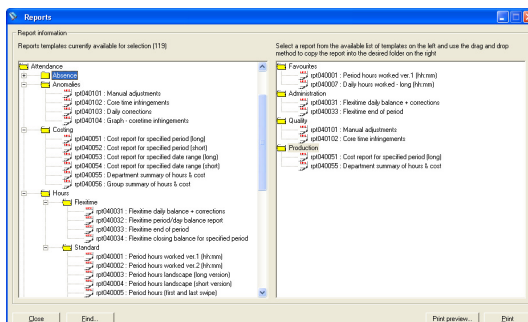 Reports
Report information
Reports templates currently available for selection (119)
Select a report from the available list of templates on the left and use the drag and drop
method to copy the report into the desired folder on the right
Attendance
Absence
Anomalies
rpt040101 : Manual adjustments
rpt040102 : Core time infringements
rpt040103 : Daily corrections
rpt040104 : Graph - coretime infringements
Costing
rpt040051 : Cost report for specified period (long)
rpt040052 : Cost report for specified period (short)
rpt040053 : Cost report for specified date range (long)
rpt040054 : Cost report for specified date range (short)
rpt040055 : Department summary of hours & cost
rpt040056 : Group summary of hours & cost
Hours
Flexitime
rpt040031 : Flexitime daily balance + corrections
rpt040032 : Flexitime period/day balance report
rpt040033 : Flexitime end of period
rpt040034 : Flexitime closing balance for specified period
Standard
rpt040001 : Period hours worked ver.1 (hh:mm)
rpt040002 : Period hours worked ver.2 (hh:mm)
rpt040003 : Period hours landscape (long version)
rpt040004 : Period hours landscape (short version)
rpt040005 : Period hours (first and last swipe)
Favourites
rpt040001 : Period hours worked ver.1 (hh:mm)
rpt040007 : Daily hours worked - long (hh:mm)
Administration
rpt040031 : Flexitime daily balance + corrections
rpt040033 : Flexitime end of period
Quality
rpt040101 : Manual adjustments
rpt040102 : Core time infringements
Production
rpt040051 : Cost report for specified period (long)
rpt040055 : Department summary of hours & cost
Close
Find...
Print preview...
Print